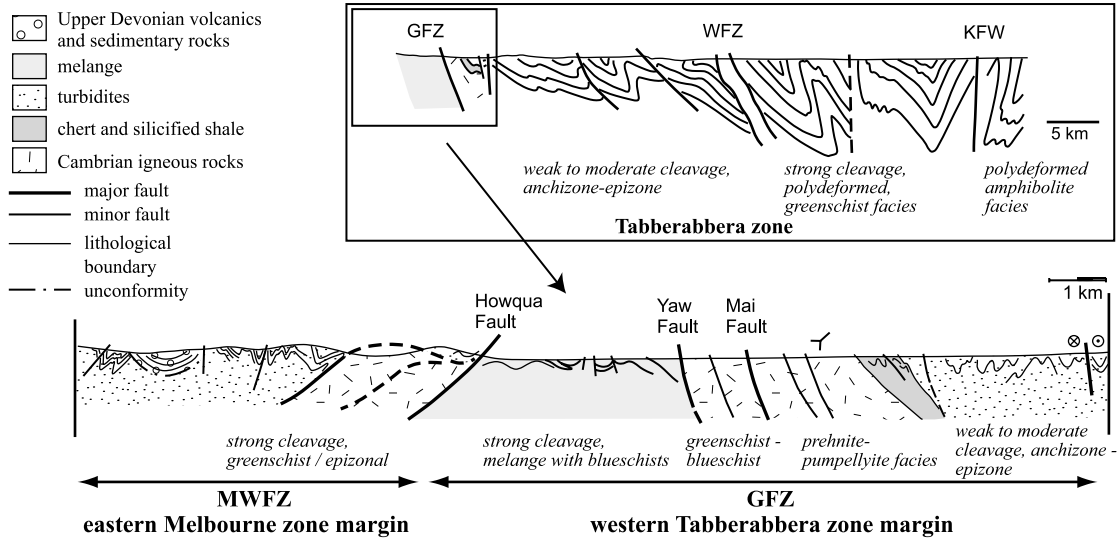 Upper Devonian volcanics
and sedimentary rocks
melange
turbidites
chert and silicified shale
Cambrian igneous rocks
major fault
minor fault
lithological
boundary
unconformity
GFZ
WFZ
KFW
5 km
weak to moderate cleavage,
anchizone-epizone
strong cleavage,
polydeformed,
greenschist facies
polydeformed
amphibolite
facies
Tabberabbera zone
1 km
Howqua
Fault
Yaw
Fault
Mai
Fault
strong cleavage,
greenschist / epizonal
strong cleavage,
melange with blueschists
greenschist -
blueschist
prehnite-
pumpellyite facies
weak to moderate
cleavage, anchizone -
epizone
MWFZ
eastern Melbourne zone margin
GFZ
western Tabberabbera zone margin